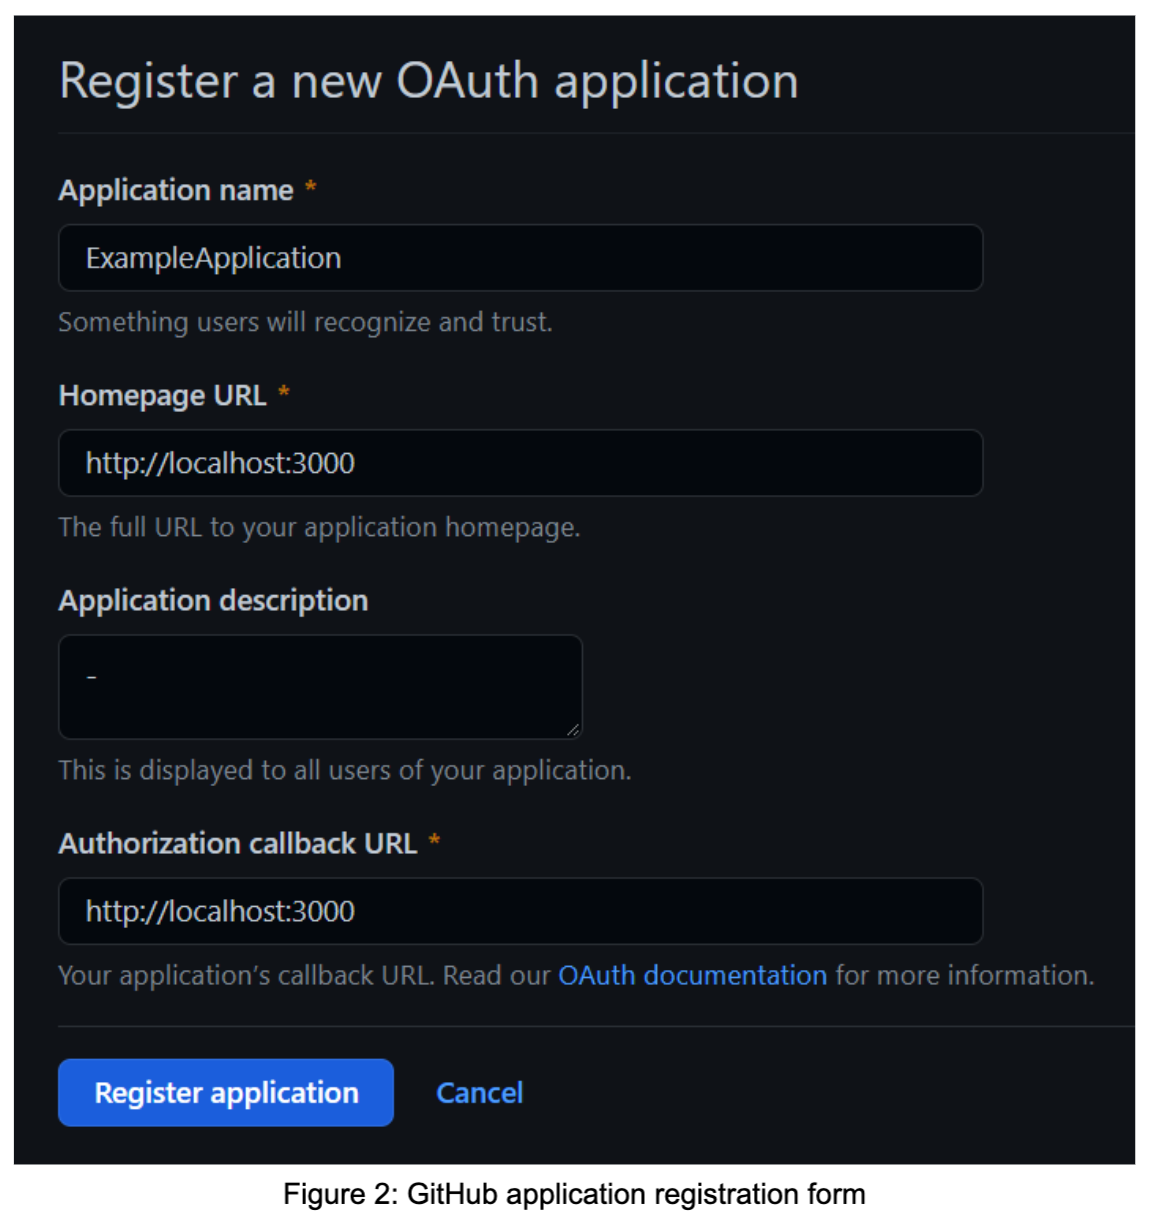 Register a new OAuth application
Application name *
ExampleApplication
Something users will recognize and trust.
Homepage URL *
http://localhost:3000
The full URL to your application homepage.
Application description
-
This is displayed to all users of your application.
Authorization callback URL *
http://localhost:3000
Your application’s callback URL. Read our OAuth documentation for more information.
Register application Cancel
Figure 2: GitHub application registration form